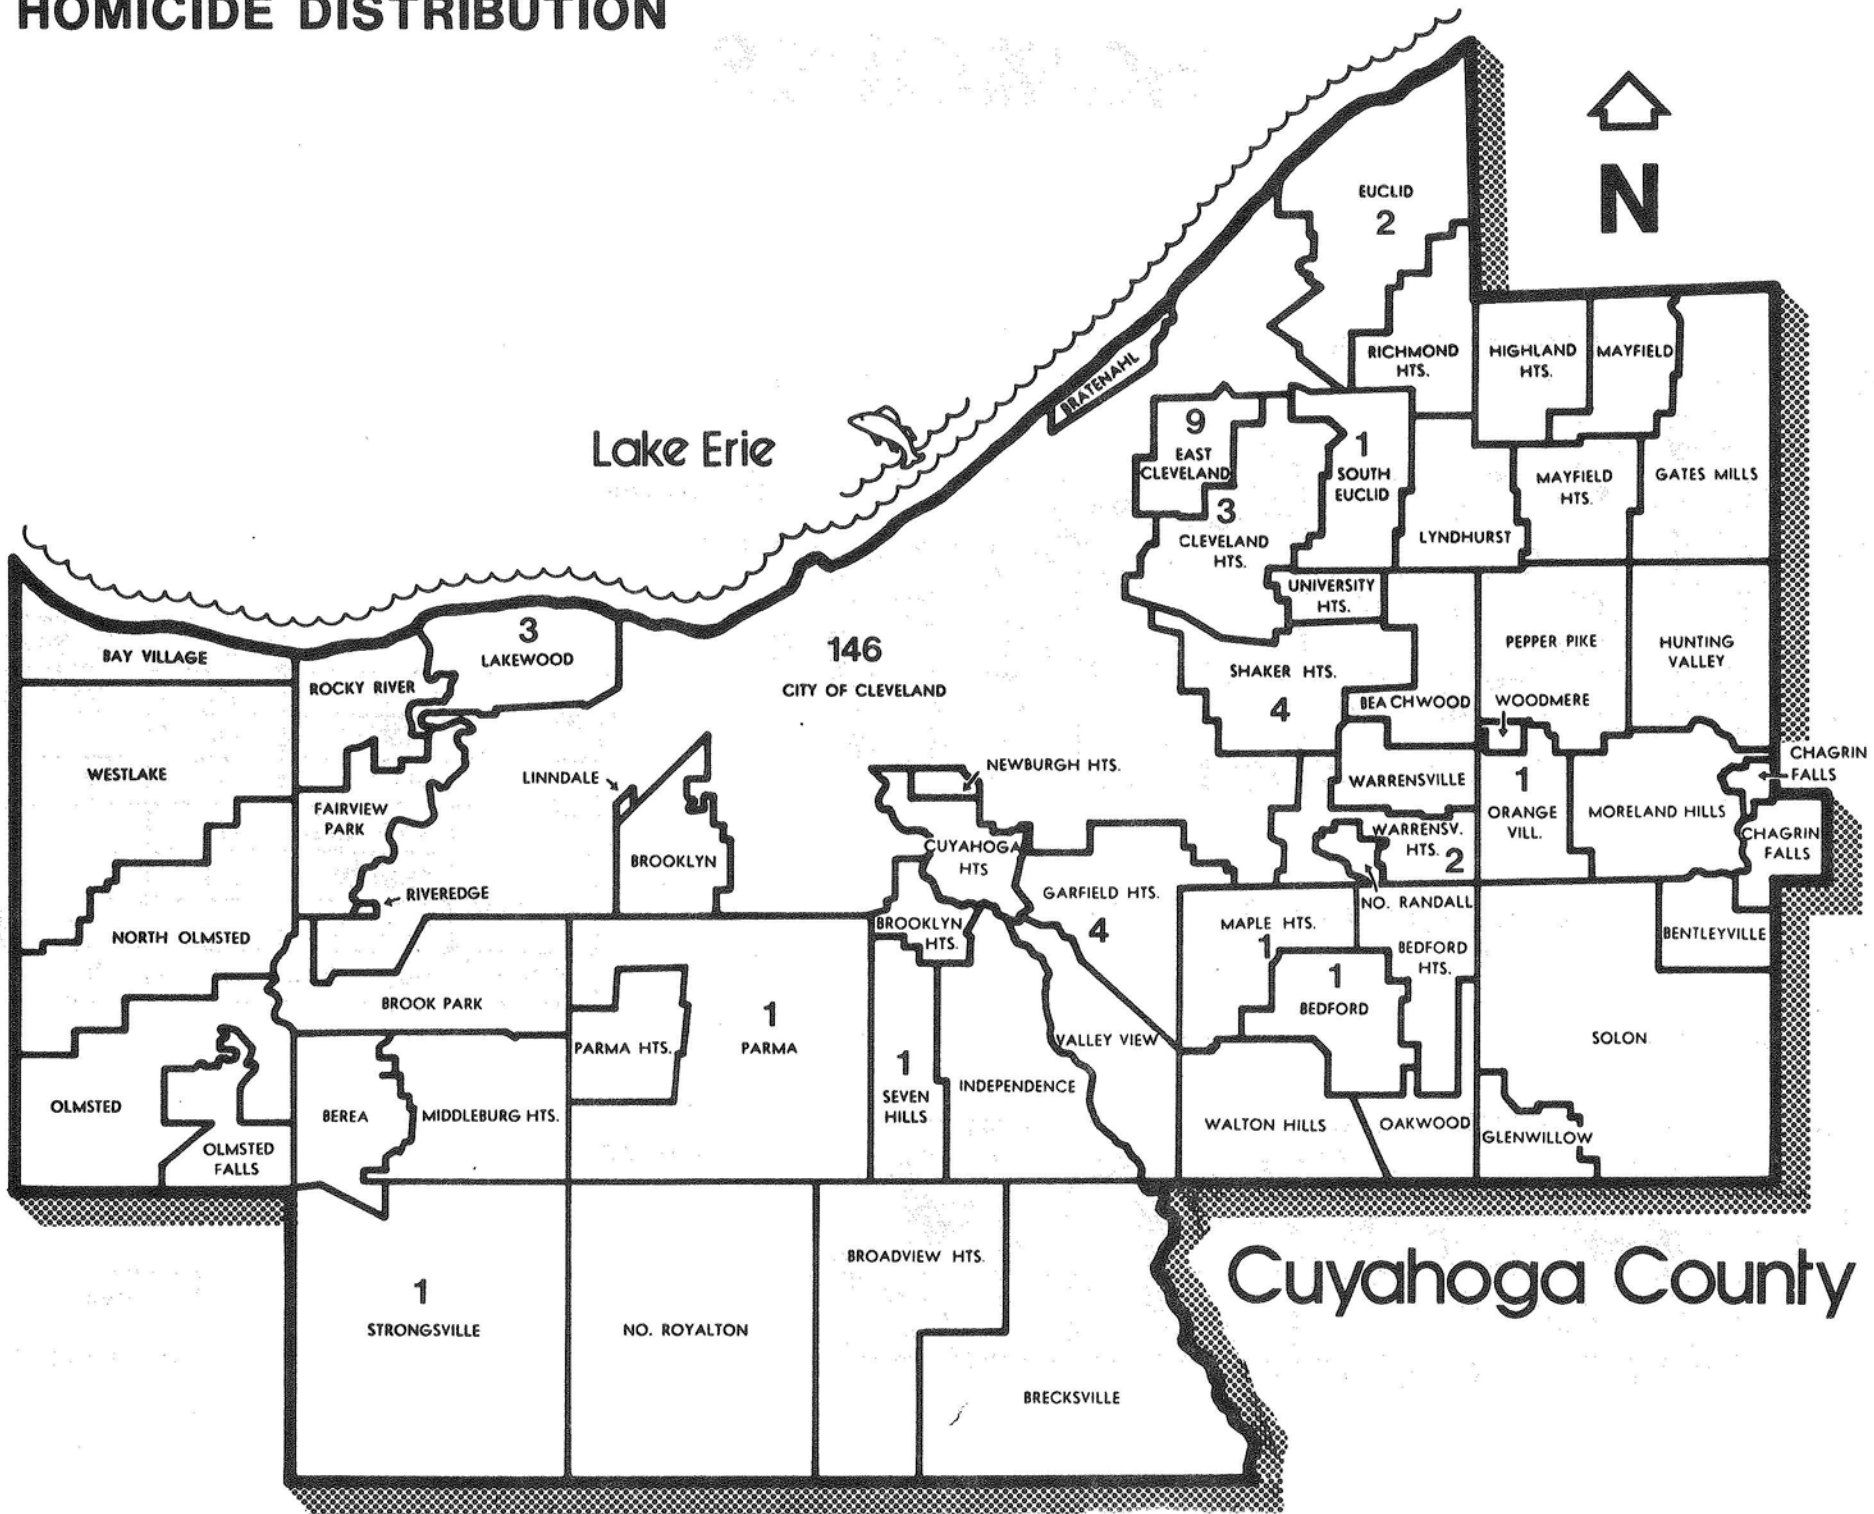 HOMICIDE DISTRIBUTION
N
EUCLID
2
RICHMOND
HTS.
HIGHLAND
HTS.
MAYFIELD
BRATENAHL
Lake Erie
9
EAST
CLEVELAND
1
SOUTH
EUCLID
MAYFIELD
HTS.
GATES MILLS
3
CLEVELAND
HTS.
LYNDHURST
UNIVERSITY
HTS.
3
LAKEWOOD
BAY VILLAGE
ROCKY RIVER
146
CITY OF CLEVELAND
SHAKER HTS.
4
PEPPER PIKE
HUNTING
VALLEY
BEACHWOOD
WOODMERE
WESTLAKE
LINNDALE
NEWBURGH HTS.
WARRENSVILLE
1
ORANGE
VILL.
MORELAND HILLS
CHAGRIN
FALLS
CHAGRIN
FALLS
FAIRVIEW
PARK
BROOKLYN
CUYAHOGA
HTS
WARRENSV.
HTS. 2
RIVEREDGE
GARFIELD HTS.
4
NO. RANDALL
NORTH OLMSTED
BROOKLYN
HTS.
MAPLE HTS.
1
BEDFORD
HTS.
BENTLEYVILLE
BROOK PARK
1
PARMA
PARMA HTS.
1
BEDFORD
SOLON
VALLEY VIEW
1
SEVEN
HILLS
INDEPENDENCE
OLMSTED
BEREA
MIDDLEBURG HTS.
WALTON HILLS
OAKWOOD
GLENWILLOW
OLMSTED
FALLS
BROADVIEW HTS.
Cuyahoga County
1
STRONGSVILLE
NO. ROYALTON
BRECKSVILLE